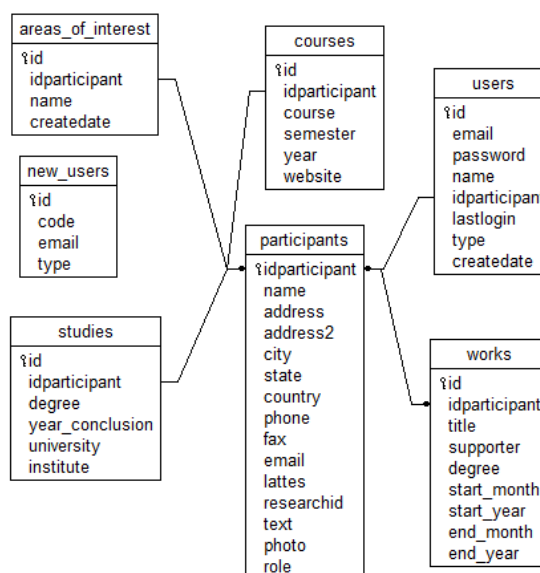 areas_of_interest
id
idparticipant
name
createdate
courses
id
idparticipant
course
semester
year
website
users
id
email
password
name
idparticipant
lastlogin
type
createdate
new_users
id
code
email
type
participants
idparticipant
name
address
address2
city
state
country
phone
fax
email
lattes
researchid
text
photo
role
studies
id
idparticipant
degree
year_conclusion
university
institute
works
id
idparticipant
title
supporter
degree
start_month
start_year
end_month
end_year